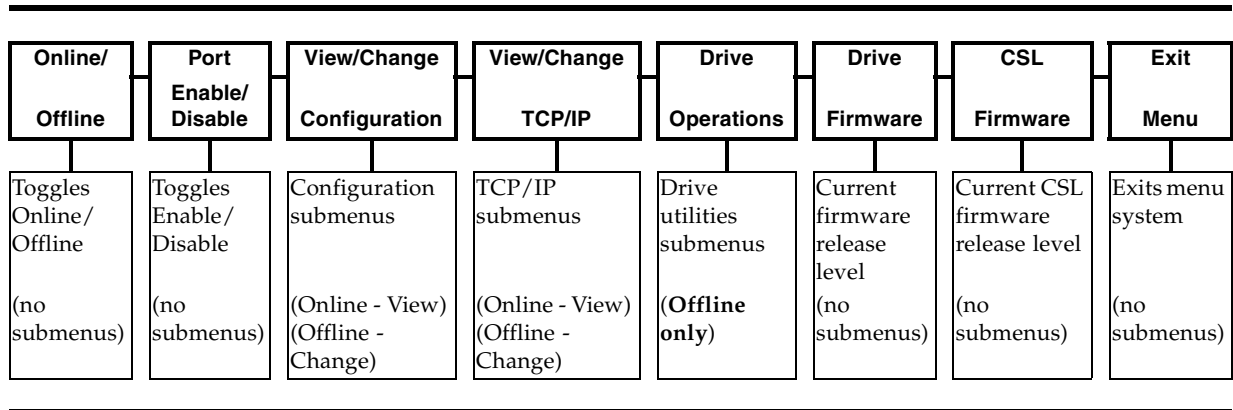 Online/
Offline
Port
Enable/
Disable
View/Change
Configuration
View/Change
TCP/IP
Drive
Operations
Drive
Firmware
CSL
Firmware
Exit
Menu
Toggles
Online/
Offline
(no
submenus)
Toggles
Enable/
Disable
(no
submenus)
Configuration
submenus
(Online - View)
(Offline -
Change)
TCP/IP
submenus
(Online - View)
(Offline -
Change)
Drive
utilities
submenus
(Offline
only)
Current
firmware
release
level
(no
submenus)
Current CSL
firmware
release level
(no
submenus)
Exits menu
system
(no
submenus)